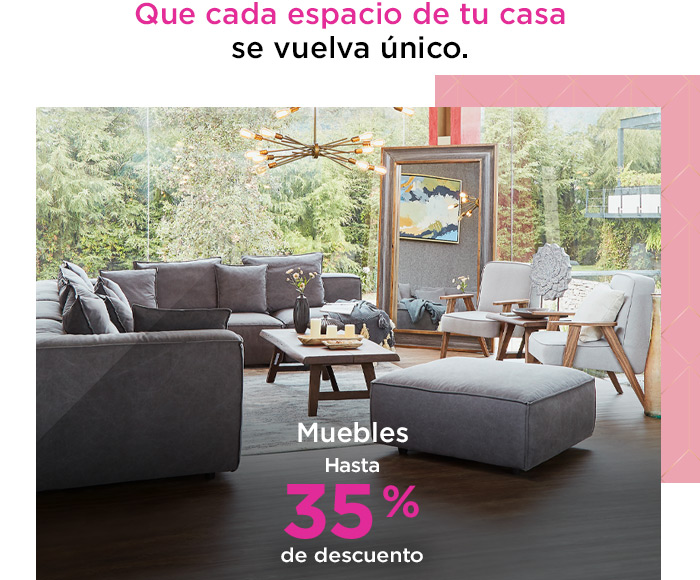 Que cada espacio de tu casa
se vuelva único.
Muebles
Hasta
35%
de descuento